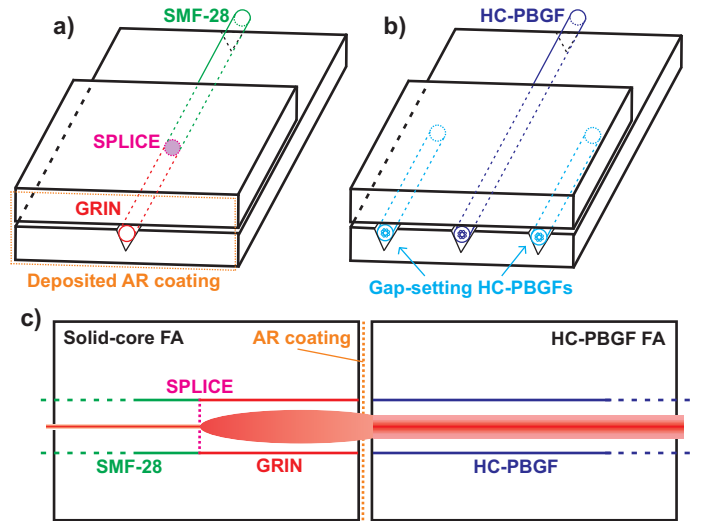 a)
SMF-28
SPLICE
GRIN
Deposited AR coating
b)
HC-PBGF
Gap-setting HC-PBGFs
c)
Solid-core FA
AR coating
HC-PBGF FA
SPLICE
SMF-28
GRIN
HC-PBGF